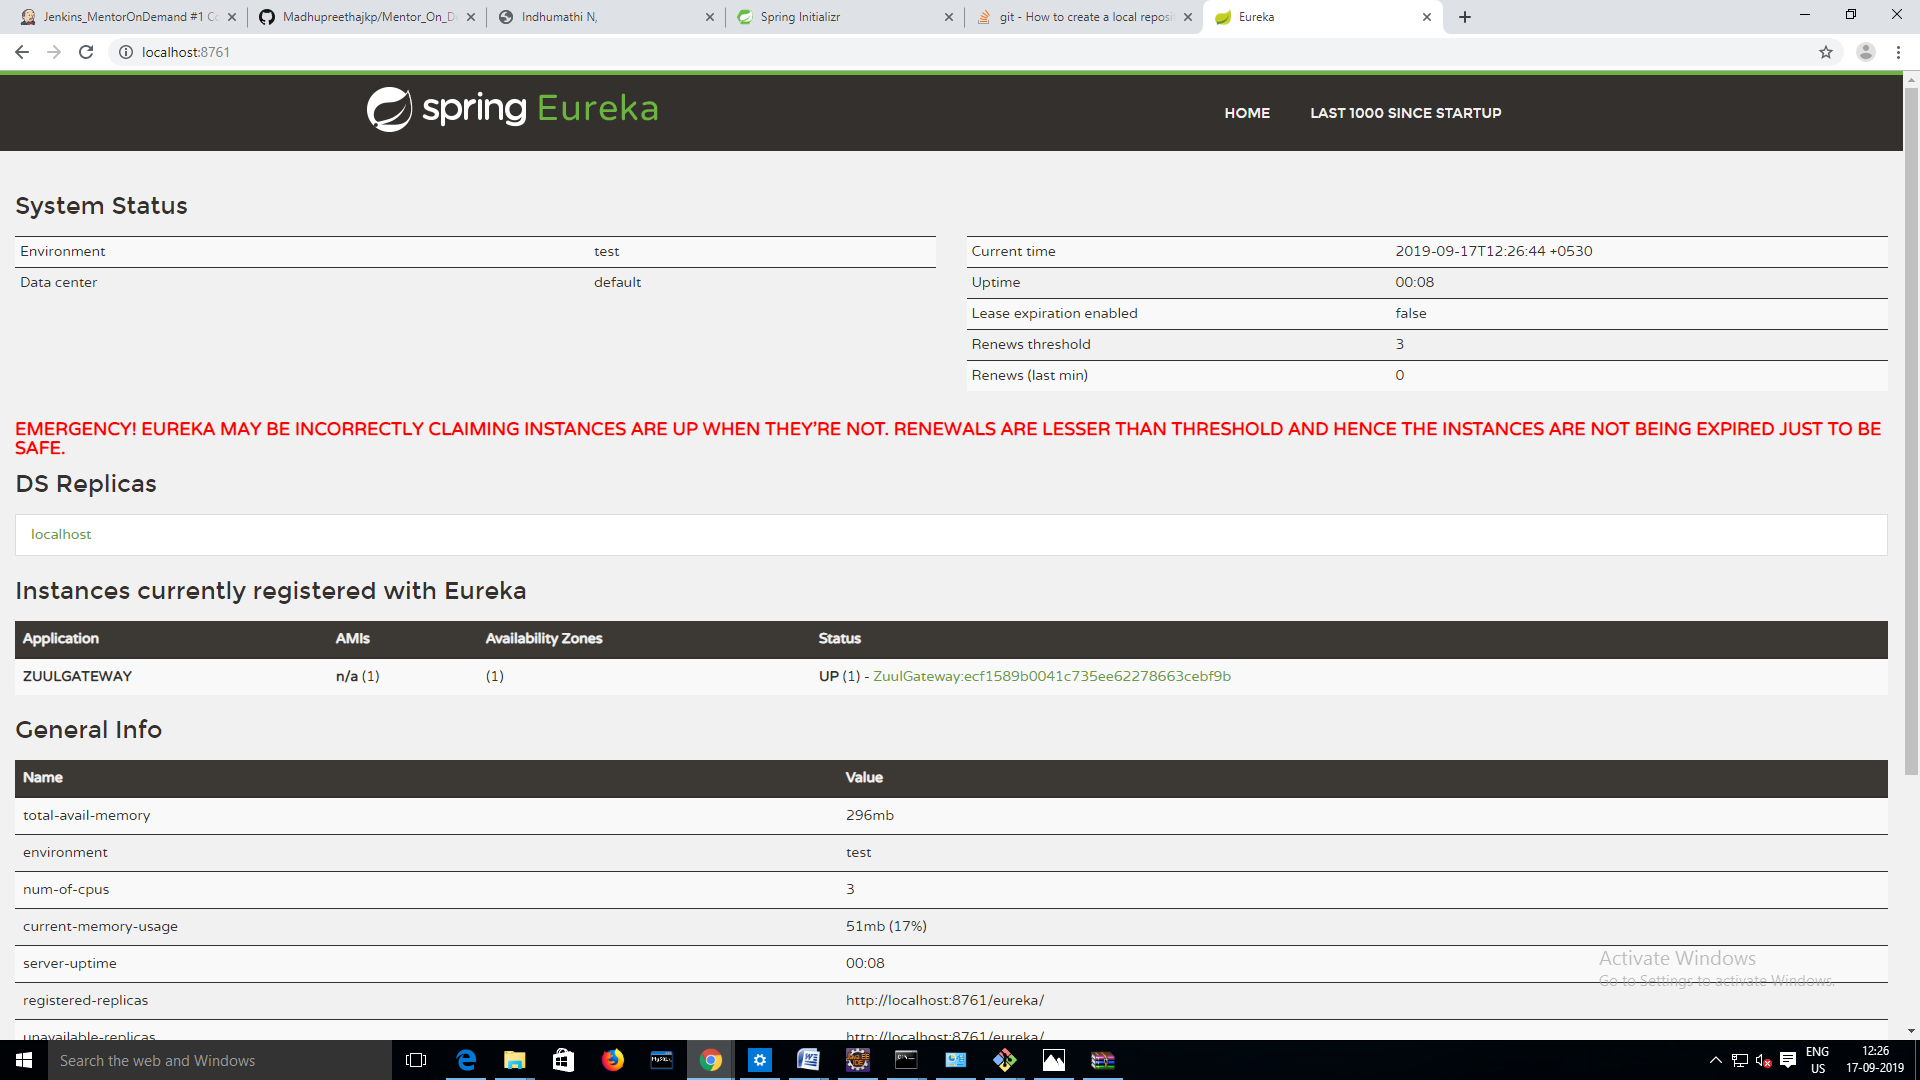 Jenkins_MentorOnDemand #1 Co
Madhupreethajkp/Mentor_On_D
Indhumathi N,
Spring Initializr
git - How to create a local reposi
Eureka
localhost:8761
spring Eureka
HOME
LAST 1000 SINCE STARTUP
System Status
Environment test
Data center default
Current time 2019-09-17T12:26:44 +0530
Uptime 00:08
Lease expiration enabled false
Renews threshold 3
Renews (last min) 0
EMERGENCY! EUREKA MAY BE INCORRECTLY CLAIMING INSTANCES ARE UP WHEN THEY'RE NOT. RENEWALS ARE LESSER THAN THRESHOLD AND HENCE THE INSTANCES ARE NOT BEING EXPIRED JUST TO BE
SAFE.
DS Replicas
localhost
Instances currently registered with Eureka
Application AMIs Availability Zones Status
ZUULGATEWAY n/a (1) (1) UP (1) - ZuulGateway:ecf1589b0041c735ee62278663cebf9b
General Info
Name Value
total-avail-memory 296mb
environment test
num-of-cpus 3
current-memory-usage 51mb (17%)
server-uptime 00:08
registered-replicas http://localhost:8761/eureka/
unavailable-replicas http://localhost:8761/eureka/
Activate Windows
Go to Settings to activate Windows.
Search the web and Windows
ENG
US
12:26
17-09-2019